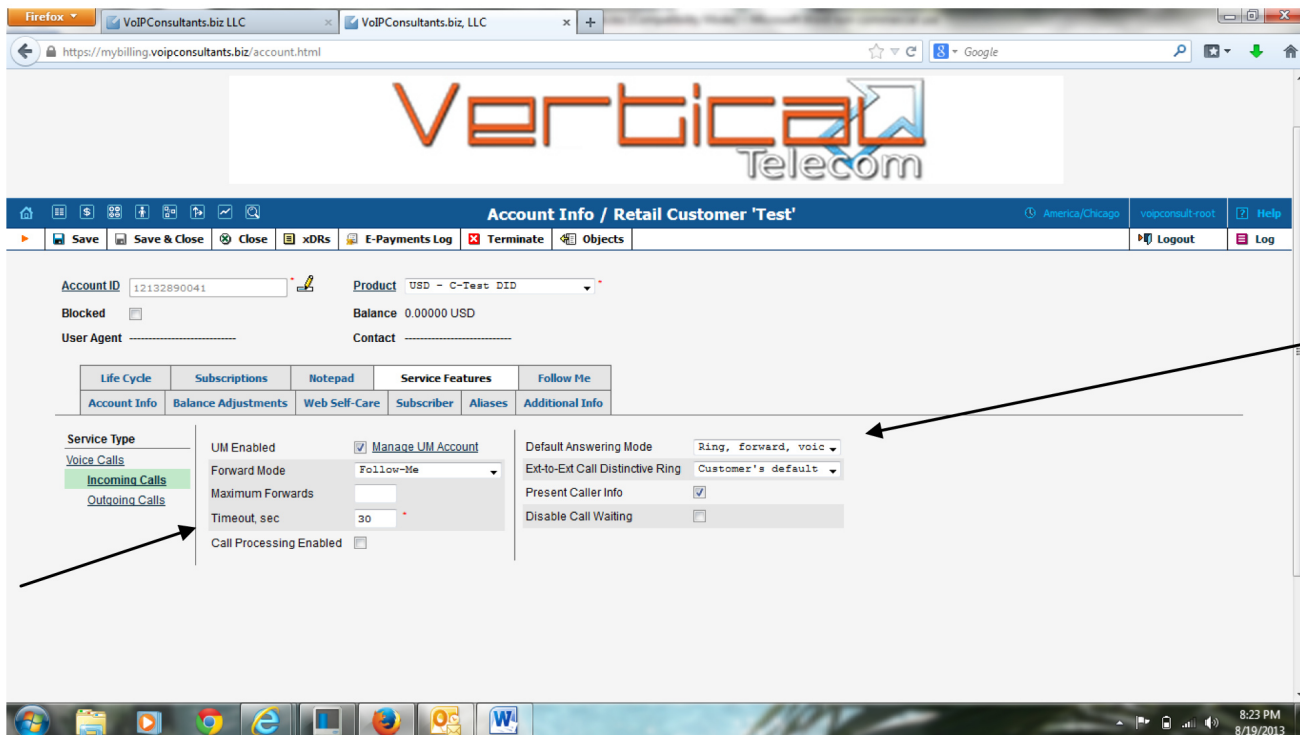 Firefox
VoIPConsultants.biz LLC
VoIPConsultants.biz, LLC
https://mybilling.voipconsultants.biz/account.html
Google
Vertical
Telecom
Account Info / Retail Customer 'Test'
America/Chicago
voipconsult-root
Help
Save
Save & Close
Close
xDRs
E-Payments Log
Terminate
Objects
Logout
Log
Account ID 12132890041 *
Product USD - C-Test DID *
Blocked
Balance 0.00000 USD
User Agent ----------------------------
Contact ----------------------------
Life Cycle
Subscriptions
Notepad
Service Features
Follow Me
Account Info
Balance Adjustments
Web Self-Care
Subscriber
Aliases
Additional Info
Service Type
Voice Calls
Incoming Calls
Outgoing Calls
UM Enabled Manage UM Account
Forward Mode Follow-Me
Maximum Forwards
Timeout, sec 30 *
Call Processing Enabled
Default Answering Mode Ring, forward, voic
Ext-to-Ext Call Distinctive Ring Customer's default
Present Caller Info
Disable Call Waiting
8:23 PM
8/19/2013